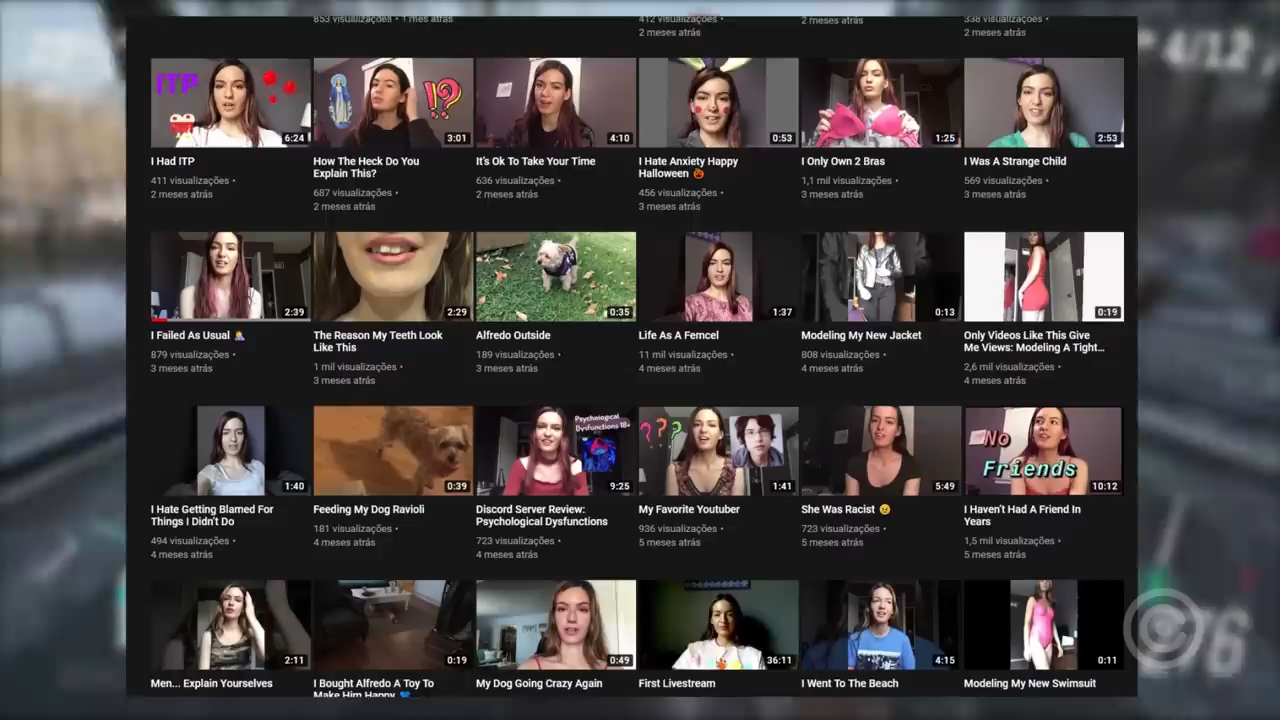 853 visualizações • 1 mês atrás
412 visualizações •
2 meses atrás
2 meses atrás
338 visualizações •
2 meses atrás
4/12
ITP
6:24
!?
3:01
4:10
0:53
1:25
2:53
I Had ITP
411 visualizações •
2 meses atrás
How The Heck Do You
Explain This?
687 visualizações •
2 meses atrás
It's Ok To Take Your Time
636 visualizações •
2 meses atrás
I Hate Anxiety Happy
Halloween 🎃
456 visualizações •
3 meses atrás
I Only Own 2 Bras
1,1 mil visualizações •
3 meses atrás
I Was A Strange Child
569 visualizações •
3 meses atrás
2:39
2:29
0:35
1:37
0:13
0:19
I Failed As Usual 🤦‍♀️
879 visualizações •
3 meses atrás
The Reason My Teeth Look
Like This
1 mil visualizações •
3 meses atrás
Alfredo Outside
189 visualizações •
3 meses atrás
Life As A Femcel
11 mil visualizações •
4 meses atrás
Modeling My New Jacket
808 visualizações •
4 meses atrás
Only Videos Like This Give
Me Views: Modeling A Tight...
2,6 mil visualizações •
4 meses atrás
1:40
0:39
Psychological
Dysfunctions 18+
9:25
???
1:41
5:49
No
Friends
10:12
I Hate Getting Blamed For
Things I Didn't Do
494 visualizações •
4 meses atrás
Feeding My Dog Ravioli
181 visualizações •
4 meses atrás
Discord Server Review:
Psychological Dysfunctions
723 visualizações •
4 meses atrás
My Favorite Youtuber
936 visualizações •
5 meses atrás
She Was Racist 😢
723 visualizações •
5 meses atrás
I Haven't Had A Friend In
Years
1,5 mil visualizações •
5 meses atrás
2:11
0:19
0:49
36:11
4:15
0:11
Men... Explain Yourselves
I Bought Alfredo A Toy To
Make Him Happy 💙
My Dog Going Crazy Again
First Livestream
I Went To The Beach
Modeling My New Swimsuit